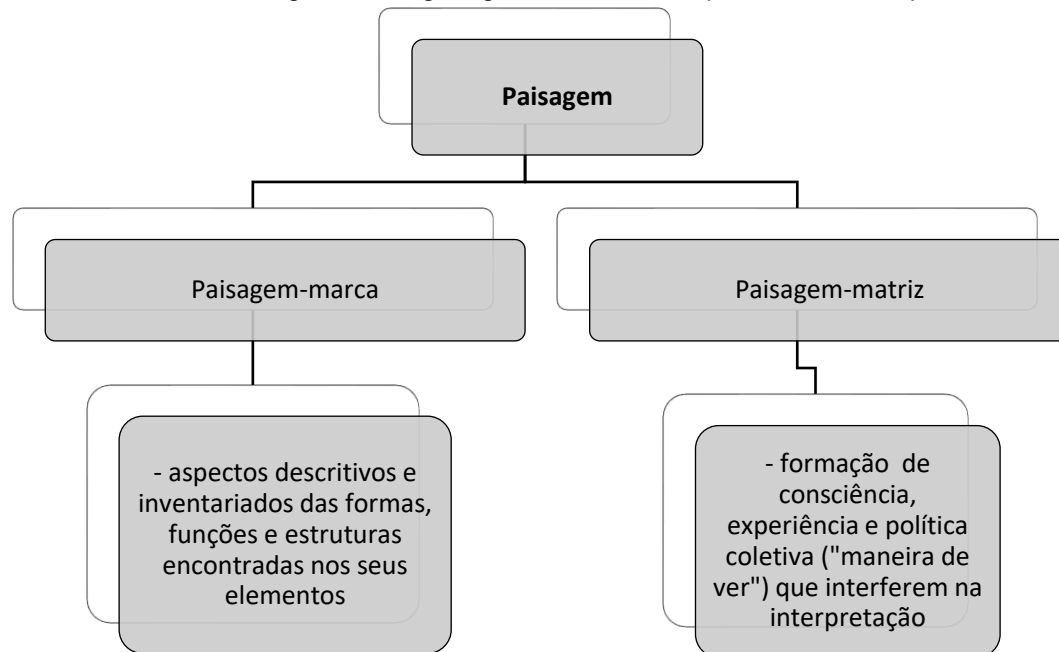 Paisagem
Paisagem-marca
Paisagem-matriz
- aspectos descritivos e
inventariados das formas,
funções e estruturas
encontradas nos seus
elementos
- formação de
consciência,
experiência e política
coletiva ("maneira de
ver") que interferem na
interpretação